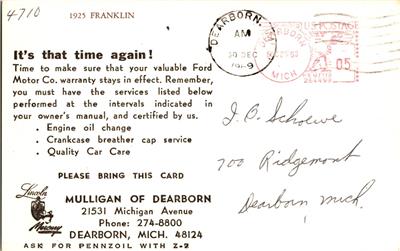 4710
1925 FRANKLIN
DEARBORN, M
AM
30 DEC
DEARBORN
MICH
U.S. POSTAGE
05
It's that time again!
Time to make sure that your valuable Ford
Motor Co. warranty stays in effect. Remember,
you must have the services listed below
performed at the intervals indicated in
your owner's manual, and certified by us.
. Engine oil change
. Crankcase breather cap service
. Quality Car Care
PLEASE BRING THIS CARD
Lincoln
Mercury
MULLIGAN OF DEARBORN
21531 Michigan Avenue
Phone: 274-8800
DEARBORN, MICH. 48124
ASK FOR PENNZOIL WITH Z-2
J. O. Schoewe
700 Ridgemont
Dearborn Mich.